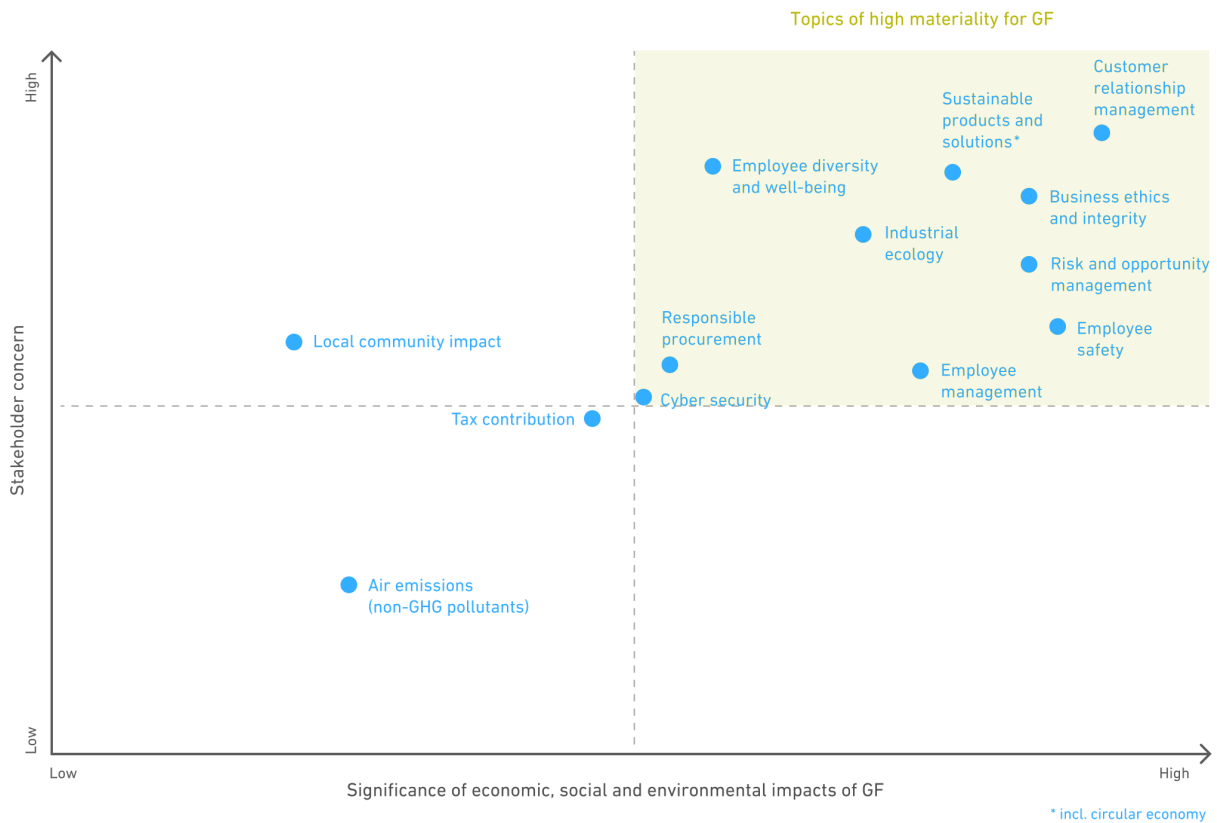 Topics of high materiality for GF
High
Customer
relationship
management
Sustainable
products and
solutions*
Employee diversity
and well-being
Business ethics
and integrity
Industrial
ecology
Risk and opportunity
management
Responsible
procurement
Employee
safety
Local community impact
Employee
management
Cyber security
Tax contribution
Stakeholder concern
Air emissions
(non-GHG pollutants)
Low
Low
High
Significance of economic, social and environmental impacts of GF
* incl. circular economy